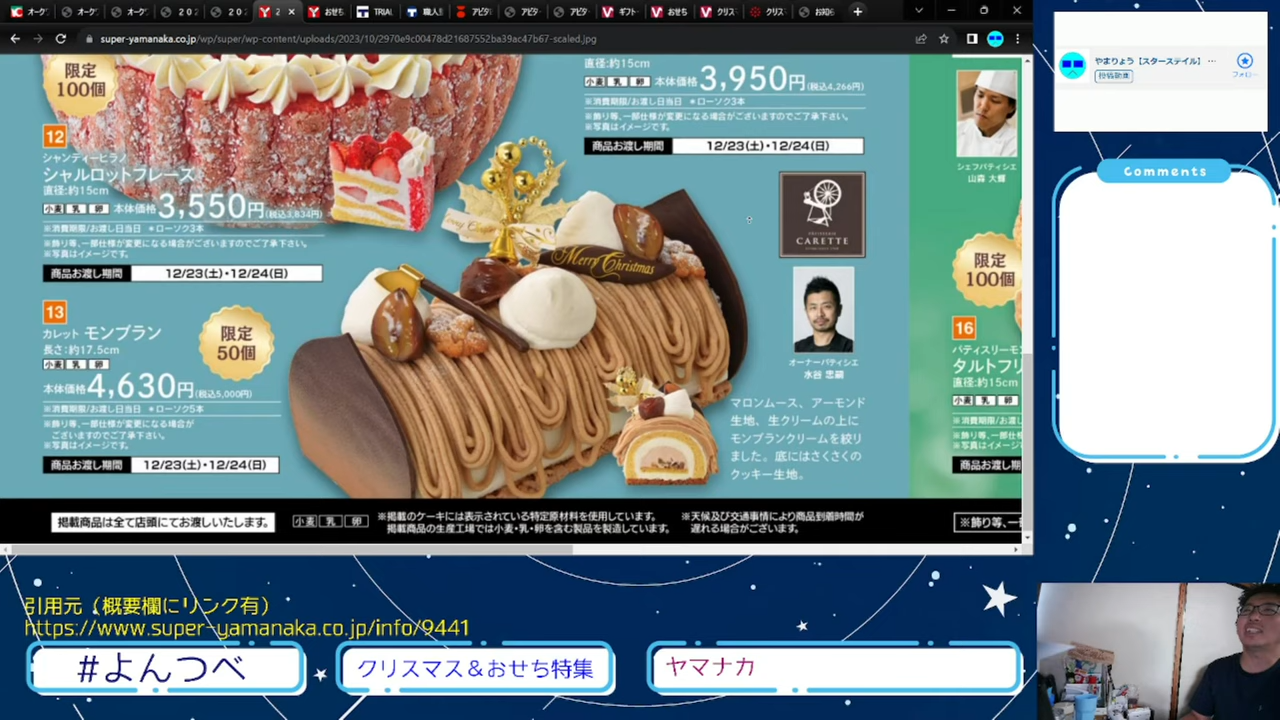 super-yamanaka.co.jp/wp/super/wp-content/uploads/2023/10/2970e9c00478d21687552ba39ac47b67-scaled.jpg
限定
100個
12
シャンティーヒラノ
シャルロットフレーズ
直径:約15cm
小麦 乳 卵 本体価格3,550円(税込3,834円)
※消費期限/お渡し日当日 *ローソク3本
※飾り等、一部仕様が変更になる場合がございますのでご了承下さい。
※写真はイメージです。
商品お渡し期間 12/23(土)・12/24(日)
13
カレット モンブラン
長さ:約17.5cm
小麦 乳 卵
限定
50個
本体価格4,630円(税込5,000円)
※消費期限/お渡し日当日 *ローソク5本
※飾り等、一部仕様が変更になる場合が
ございますのでご了承下さい。
※写真はイメージです。
商品お渡し期間 12/23(土)・12/24(日)
直径:約15cm
小麦 乳 卵 本体価格3,950円(税込4,266円)
※消費期限/お渡し日当日 *ローソク3本
※飾り等、一部仕様が変更になる場合がございますのでご了承下さい。
※写真はイメージです。
商品お渡し期間 12/23(土)・12/24(日)
Merry Christmas
CARETTE
オーナーパティシエ
水谷 忠嗣
マロンムース、アーモンド
生地、生クリームの上に
モンブランクリームを絞り
ました。底にはさくさくの
クッキー生地。
シェフパティシエ
山森 大輝
限定
100個
16
パティスリーモン
タルトフリ
直径:約15cm
小麦 乳 卵
商品お渡し期
掲載商品は全て店頭にてお渡しいたします。
小麦 乳 卵
※掲載のケーキには表示されている特定原材料を使用しています。
掲載商品の生産工場では小麦・乳・卵を含む製品を製造しています。
※天候及び交通事情により商品到着時間が
遅れる場合がございます。
※飾り等、一
やまりょう【スターステイル】 …
フォロー
Comments
引用元(概要欄にリンク有)
https://www.super-yamanaka.co.jp/info/9441
#よんつべ
クリスマス&おせち特集
ヤマナカ